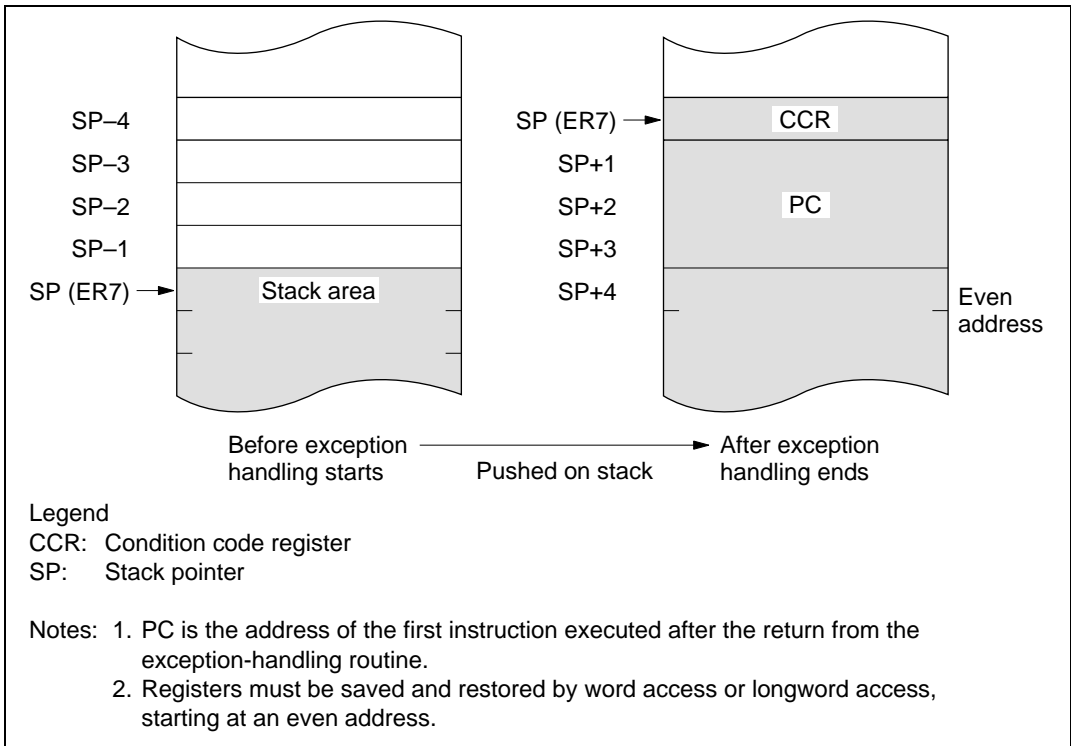 SP–4
SP–3
SP–2
SP–1
SP (ER7)
Stack area
SP (ER7)
SP+1
SP+2
SP+3
SP+4
CCR
PC
Even
address
Before exception
handling starts
Pushed on stack
After exception
handling ends
Legend
CCR: Condition code register
SP: Stack pointer
Notes: 1. PC is the address of the first instruction executed after the return from the
exception-handling routine.
2. Registers must be saved and restored by word access or longword access,
starting at an even address.